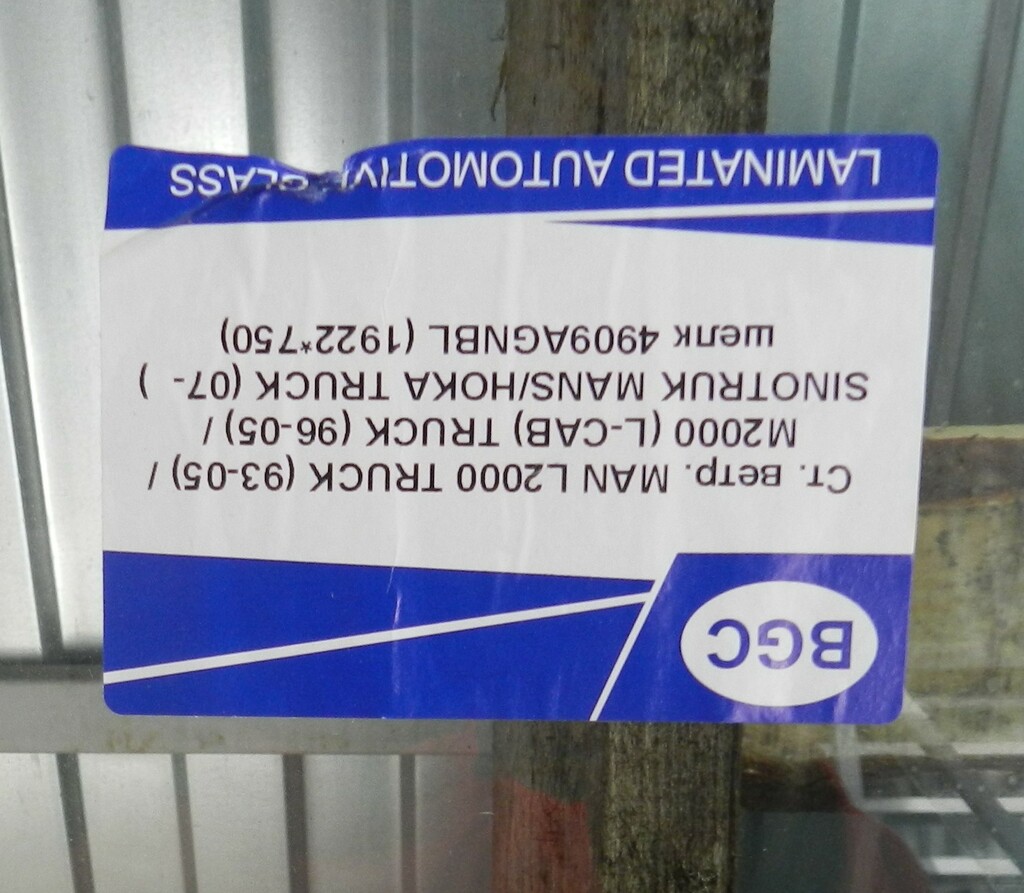 BGC
Ст. ветр. MAN L2000 TRUCK (93-05) /
M2000 (L-CAB) TRUCK (96-05) /
SINOTRUK MANS/HOKA TRUCK (07- )
шелк 4909AGNBL (1922*750)
LAMINATED AUTOMOTIVE GLASS